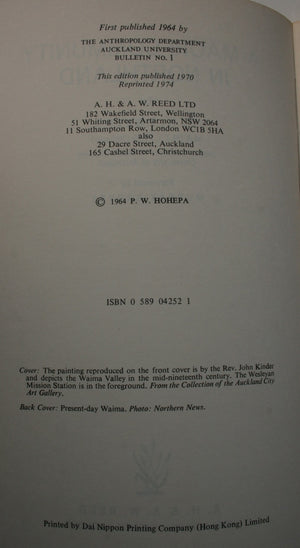 First published 1964 by
THE ANTHROPOLOGY DEPARTMENT
AUCKLAND UNIVERSITY
BULLETIN NO. 1
This edition published 1970
Reprinted 1974
A. H. & A. W. REED LTD
182 Wakefield Street, Wellington
51 Whiting Street, Artarmon, NSW 2064
11 Southampton Row, London WC1B 5HA
also
29 Dacre Street, Auckland
165 Cashel Street, Christchurch
© 1964 P. W. HOHEPA
ISBN 0 589 04252 1
Cover: The painting reproduced on the front cover is by the Rev. John Kinder
and depicts the Waima Valley in the mid-nineteenth century. The Wesleyan
Mission Station is in the foreground. From the Collection of the Auckland City
Art Gallery.
Back Cover: Present-day Waima. Photo: Northern News.
A. H. & A. W. REED
Printed by Dai Nippon Printing Company (Hong Kong) Limited